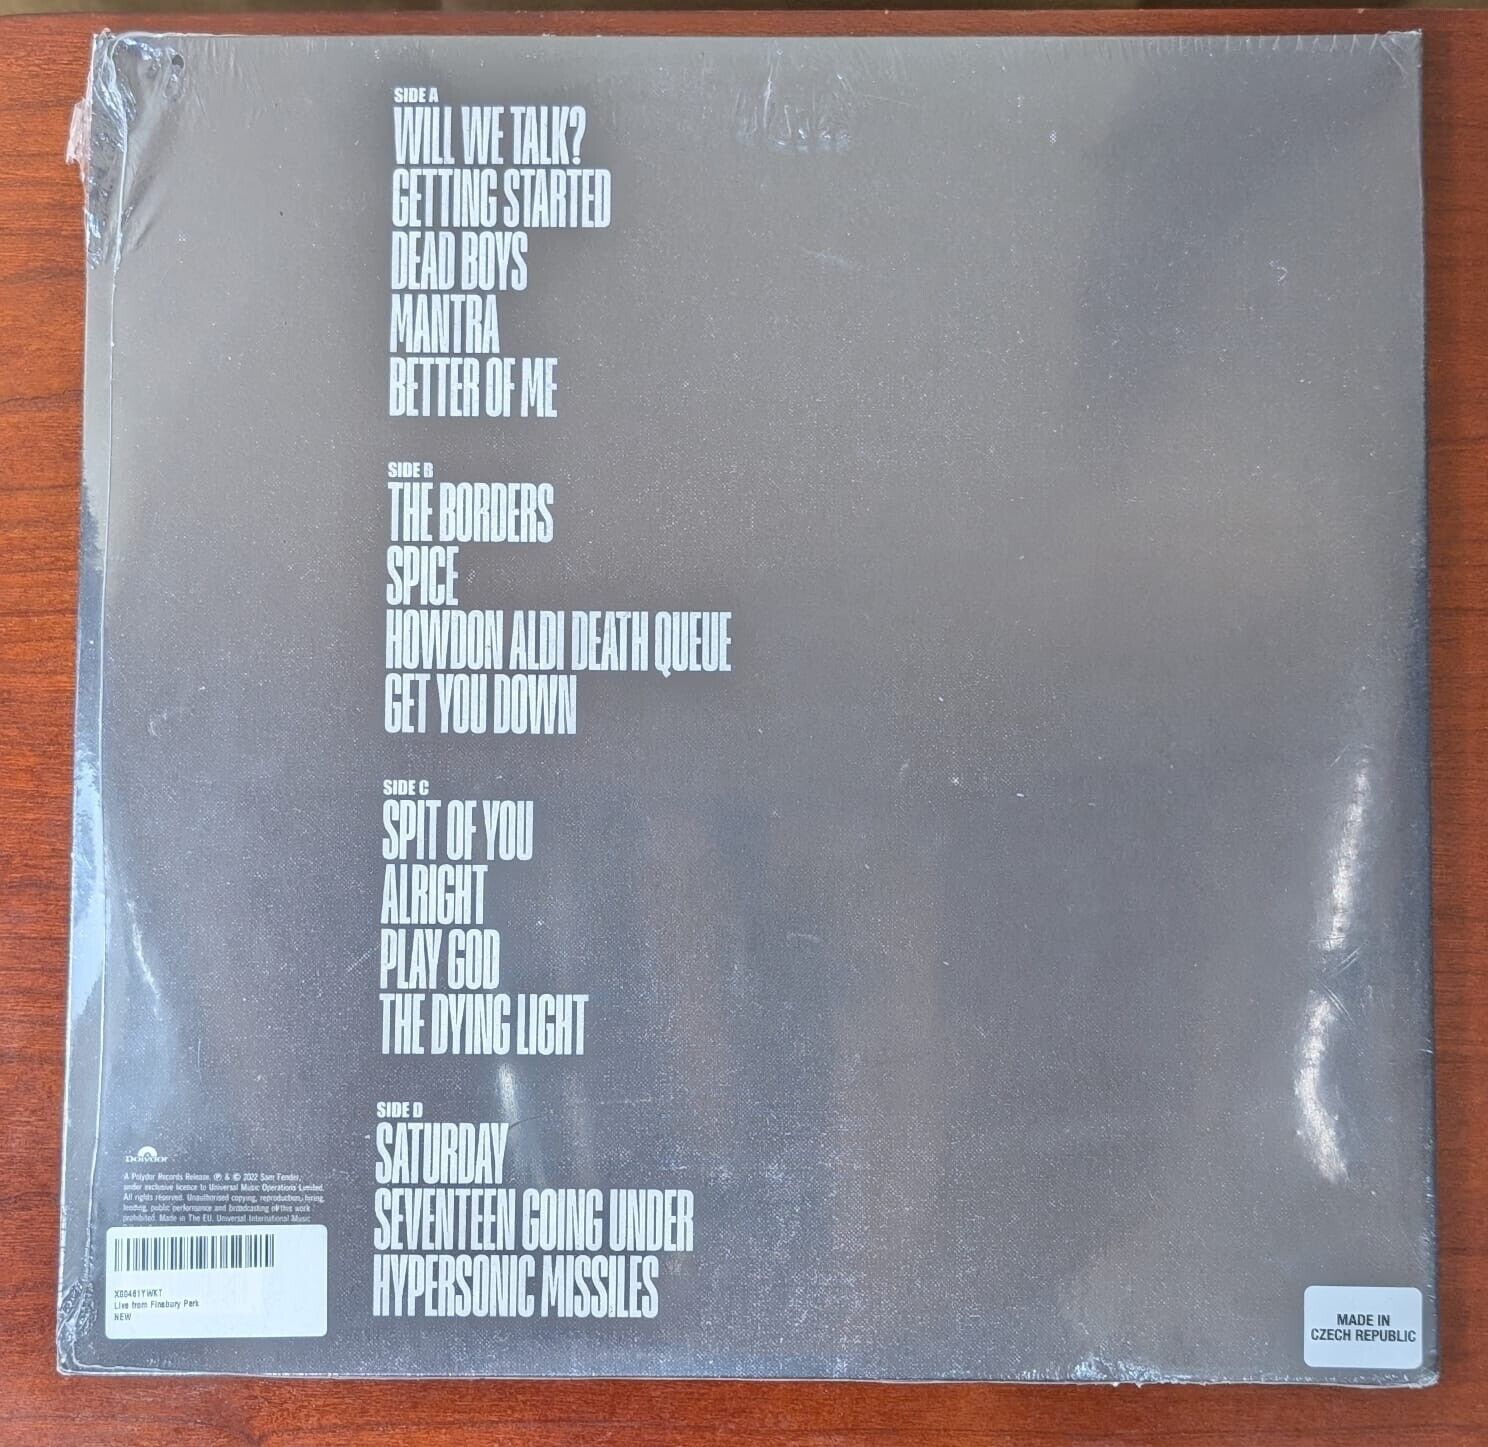 SIDE A
WILL WE TALK?
GETTING STARTED
DEAD BOYS
MANTRA
BETTER OF ME
SIDE B
THE BORDERS
SPICE
HOWDON ALDI DEATH QUEUE
GET YOU DOWN
SIDE C
SPIT OF YOU
ALRIGHT
PLAY GOD
THE DYING LIGHT
SIDE D
SATURDAY
SEVENTEEN GOING UNDER
HYPERSONIC MISSILES
Polydor
A Polydor Records Release. ℗ & © 2022 Sam Fender,
under exclusive licence to Universal Music Operations Limited.
All rights reserved. Unauthorised copying, reproduction, hiring,
lending, public performance and broadcasting of this work
prohibited. Made in The EU. Universal International Music
X00461YWKT
Live from Finsbury Park
NEW
MADE IN
CZECH REPUBLIC